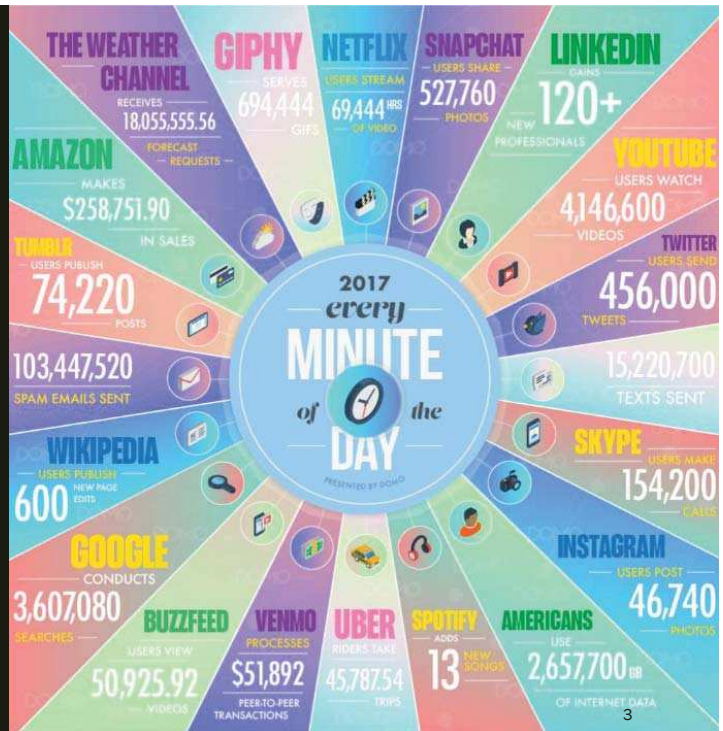 THE WEATHER
CHANNEL
RECEIVES
18,055,555.56
FORECAST
REQUESTS
GIPHY
SERVES
694,444
GIFS
NETFLIX
USERS STREAM
69,444 HRS
OF VIDEO
SNAPCHAT
USERS SHARE
527,760
PHOTOS
LINKEDIN
GAINS
120+
NEW
PROFESSIONALS
YOUTUBE
USERS WATCH
4,146,600
VIDEOS
TWITTER
USERS SEND
456,000
TWEETS
15,220,700
TEXTS SENT
SKYPE
USERS MAKE
154,200
CALLS
INSTAGRAM
USERS POST
46,740
PHOTOS
AMERICANS
USE
2,657,700 GB
OF INTERNET DATA
SPOTIFY
ADDS
13 NEW
SONGS
UBER
RIDERS TAKE
45,787.54
TRIPS
VENMO
PROCESSES
$51,892
PEER-TO-PEER
TRANSACTIONS
BUZZFEED
USERS VIEW
50,925.92
VIDEOS
GOOGLE
CONDUCTS
3,607,080
SEARCHES
WIKIPEDIA
USERS PUBLISH
600 NEW PAGE
EDITS
103,447,520
SPAM EMAILS SENT
TUMBLR
USERS PUBLISH
74,220
POSTS
AMAZON
MAKES
$258,751.90
IN SALES
2017
every
MINUTE
of the
DAY
PRESENTED BY DOMO
3